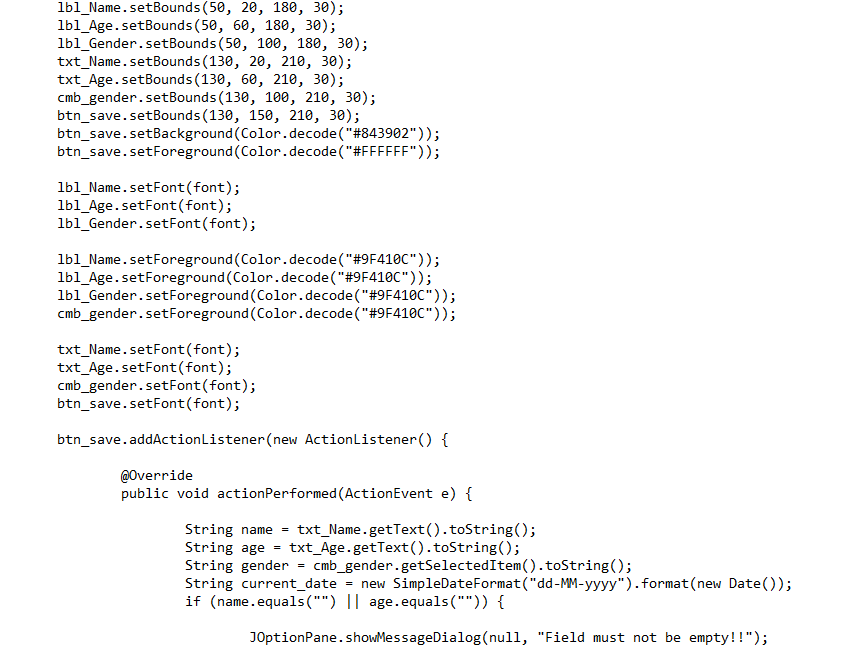 lbl_Name.setBounds(50, 20, 180, 30);
lbl_Age.setBounds(50, 60, 180, 30);
lbl_Gender.setBounds(50, 100, 180, 30);
txt_Name.setBounds(130, 20, 210, 30);
txt_Age.setBounds(130, 60, 210, 30);
cmb_gender.setBounds(130, 100, 210, 30);
btn_save.setBounds(130, 150, 210, 30);
btn_save.setBackground(Color.decode("#843902"));
btn_save.setForeground(Color.decode("#FFFFFF"));

lbl_Name.setFont(font);
lbl_Age.setFont(font);
lbl_Gender.setFont(font);

lbl_Name.setForeground(Color.decode("#9F410C"));
lbl_Age.setForeground(Color.decode("#9F410C"));
lbl_Gender.setForeground(Color.decode("#9F410C"));
cmb_gender.setForeground(Color.decode("#9F410C"));

txt_Name.setFont(font);
txt_Age.setFont(font);
cmb_gender.setFont(font);
btn_save.setFont(font);

btn_save.addActionListener(new ActionListener() {

        @Override
        public void actionPerformed(ActionEvent e) {

                String name = txt_Name.getText().toString();
                String age = txt_Age.getText().toString();
                String gender = cmb_gender.getSelectedItem().toString();
                String current_date = new SimpleDateFormat("dd-MM-yyyy").format(new Date());
                if (name.equals("") || age.equals("")) {

                        JOptionPane.showMessageDialog(null, "Field must not be empty!!");